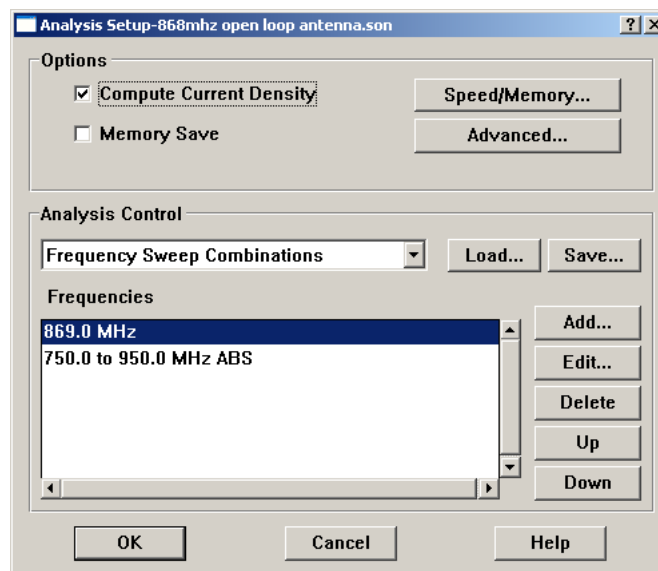 Analysis Setup-868mhz open loop antenna.son
Options
Compute Current Density
Speed/Memory...
Memory Save
Advanced...
Analysis Control
Frequency Sweep Combinations
Load...
Save...
Frequencies
869.0 MHz
750.0 to 950.0 MHz ABS
Add...
Edit...
Delete
Up
Down
OK
Cancel
Help